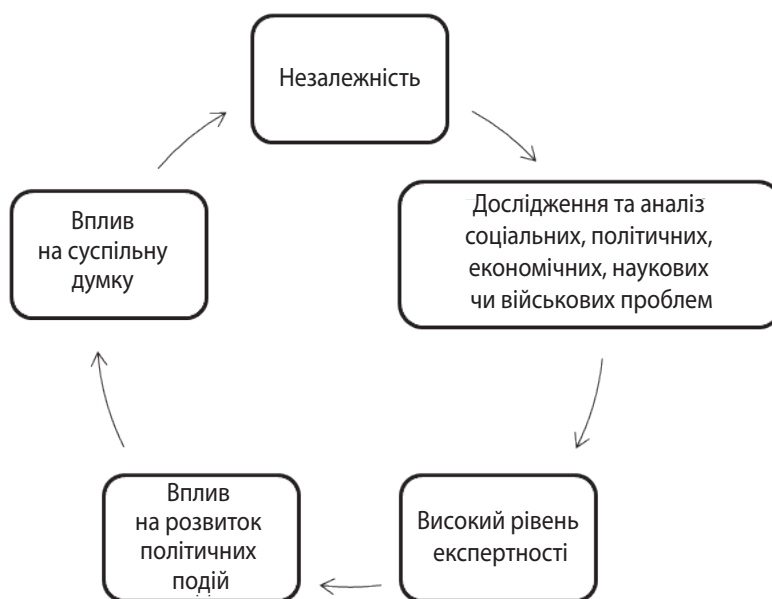 Незалежність
Дослідження та аналіз
соціальних, політичних,
економічних, наукових
чи військових проблем
Високий рівень
експертності
Вплив
на розвиток
політичних
подій
Вплив
на суспільну
думку